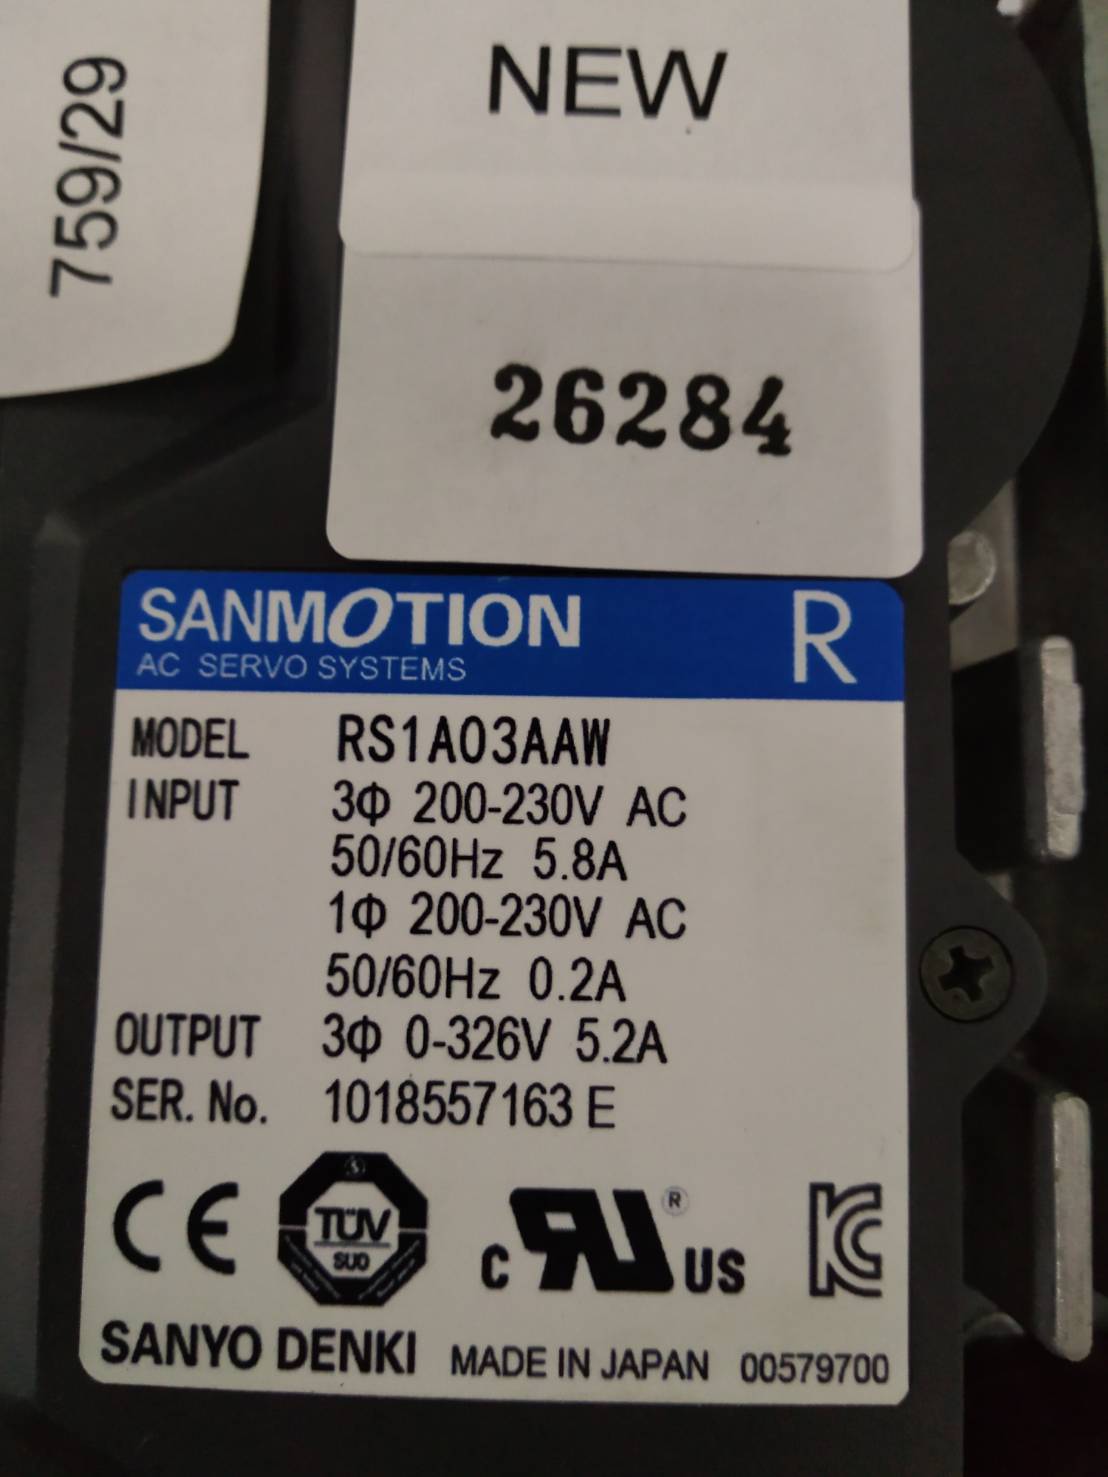 759/29
NEW
26284
SANMOTION R
AC SERVO SYSTEMS
MODEL RS1A03AAW
INPUT 3Φ 200-230V AC
50/60Hz 5.8A
1Φ 200-230V AC
50/60Hz 0.2A
OUTPUT 3Φ 0-326V 5.2A
SER. No. 1018557163 E
CE TÜV SÜD c RU ® US KC
SANYO DENKI MADE IN JAPAN 00579700